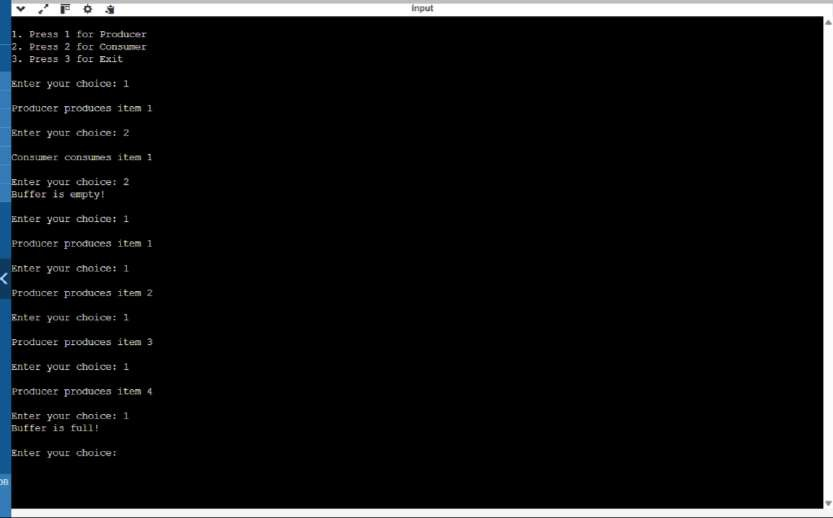 input
1. Press 1 for Producer
2. Press 2 for Consumer
3. Press 3 for Exit
Enter your choice: 1
Producer produces item 1
Enter your choice: 2
Consumer consumes item 1
Enter your choice: 2
Buffer is empty!
Enter your choice: 1
Producer produces item 1
Enter your choice: 1
Producer produces item 2
Enter your choice: 1
Producer produces item 3
Enter your choice: 1
Producer produces item 4
Enter your choice: 1
Buffer is full!
Enter your choice: